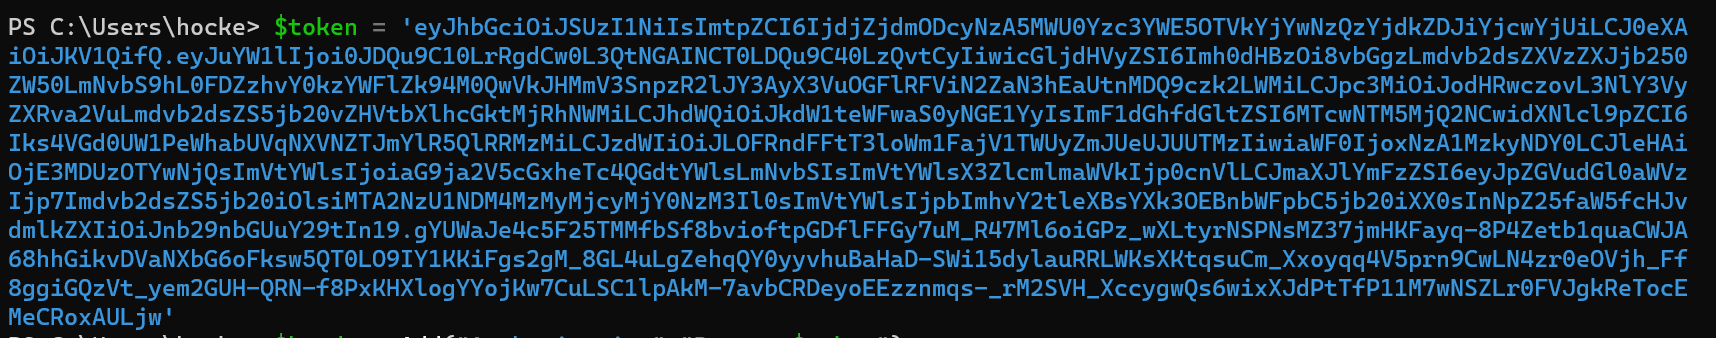 PS C:\Users\hocke> $token = 'eyJhbGciOiJSUzI1NiIsImtpZCI6IjdjZjdmODcyNzA5MWU0Yzc3YWE5OTVkYjYwNzQzYjdkZDJiYjcwYjUiLCJ0eXA
iOiJKV1QifQ.eyJuYW1lIjoi0JDQu9C10LrRgdCw0L3QtNGAINCT0LDQu9C40LzQvtCyIiwicGljdHVyZSI6Imh0dHBzOi8vbGgzLmdvb2dsZXVzZXJjb250
ZW50LmNvbS9hL0FDZzhvY0kzYWFlZk94M0QwVkJHMmV3SnpzR2lJY3AyX3VuOGFlRFViN2ZaN3hEaUtnMDQ9czk2LWMiLCJpc3MiOiJodHRwczovL3NlY3Vy
ZXRva2VuLmdvb2dsZS5jb20vZHVtbXlhcGktMjRhNWMiLCJhdWQiOiJkdW1teWFwaS0yNGE1YyIsImF1dGhfdGltZSI6MTcwNTM5MjQ2NCwidXNlcl9pZCI6
Iks4VGd0UW1PeWhabUVqNXVNZTJmYlR5QlRRMzMiLCJzdWIiOiJLOFRndFFtT3loWm1FajV1TWUyZmJUeUJUUTMzIiwiaWF0IjoxNzA1MzkyNDY0LCJleHAi
OjE3MDUzOTYwNjQsImVtYWlsIjoiaG9ja2V5cGxheTc4QGdtYWlsLmNvbSIsImVtYWlsX3ZlcmlmaWVkIjp0cnVlLCJmaXJlYmFzZSI6eyJpZGVudGl0aWVz
Ijp7Imdvb2dsZS5jb20iOlsiMTA2NzU1NDM4MzMyMjcyMjY0NzM3Il0sImVtYWlsIjpbImhvY2tleXBsYXk3OEBnbWFpbC5jb20iXX0sInNpZ25faW5fcHJv
dmlkZXIiOiJnb29nbGUuY29tIn19.gYUWaJe4c5F25TMMfbSf8bvioftpGDflFFGy7uM_R47Ml6oiGPz_wXLtyrNSPNsMZ37jmHKFayq-8P4Zetb1quaCWJA
68hhGikvDVaNXbG6oFksw5QT0LO9IY1KKiFgs2gM_8GL4uLgZehqQY0yyvhuBaHaD-SWi15dylauRRLWKsXKtqsuCm_Xxoyqq4V5prn9CwLN4zr0eOVjh_Ff
8ggiGQzVt_yem2GUH-QRN-f8PxKHXlogYYojKw7CuLSC1lpAkM-7avbCRDeyoEEzznmqs-_rM2SVH_XccygwQs6wixXJdPtTfP11M7wNSZLr0FVJgkReTocE
MeCRoxAULjw'